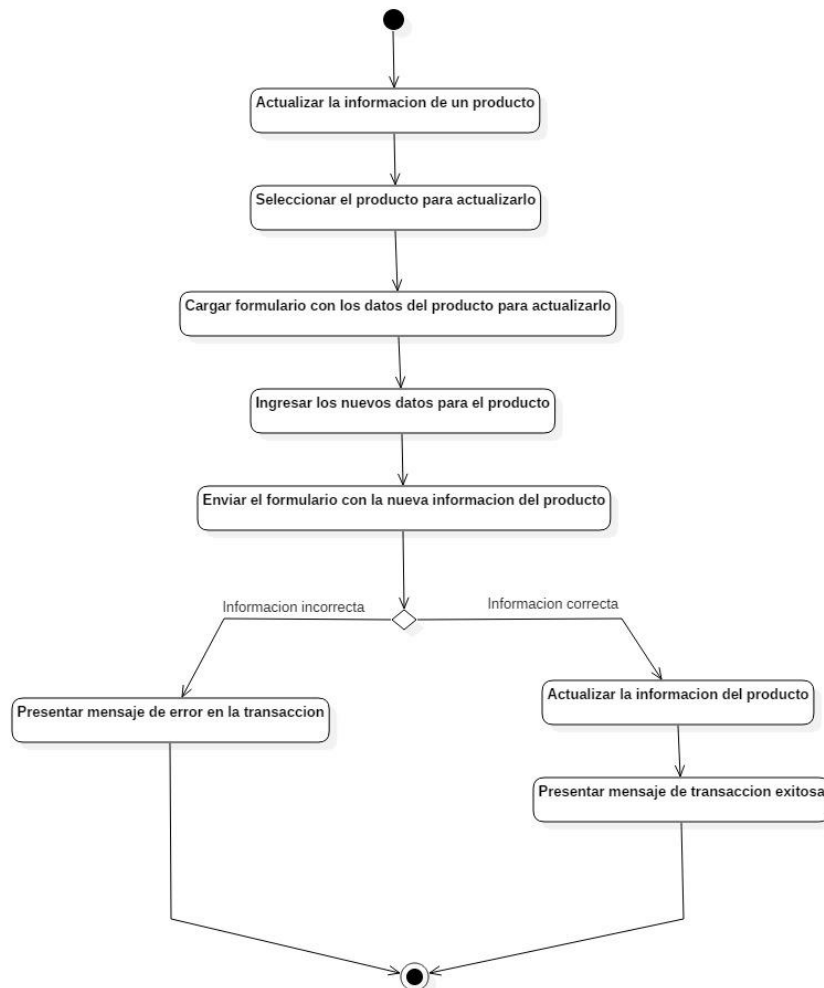 Actualizar la informacion de un producto
Seleccionar el producto para actualizarlo
Cargar formulario con los datos del producto para actualizarlo
Ingresar los nuevos datos para el producto
Enviar el formulario con la nueva informacion del producto
Informacion incorrecta
Informacion correcta
Presentar mensaje de error en la transaccion
Actualizar la informacion del producto
Presentar mensaje de transaccion exitosa